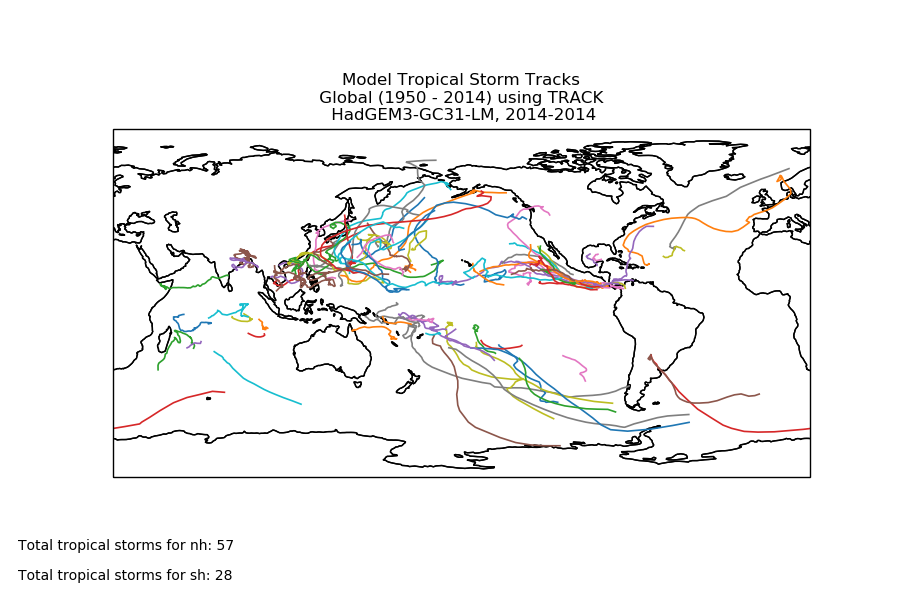 Model Tropical Storm Tracks
Global (1950 - 2014) using TRACK
HadGEM3-GC31-LM, 2014-2014
Total tropical storms for nh: 57
Total tropical storms for sh: 28